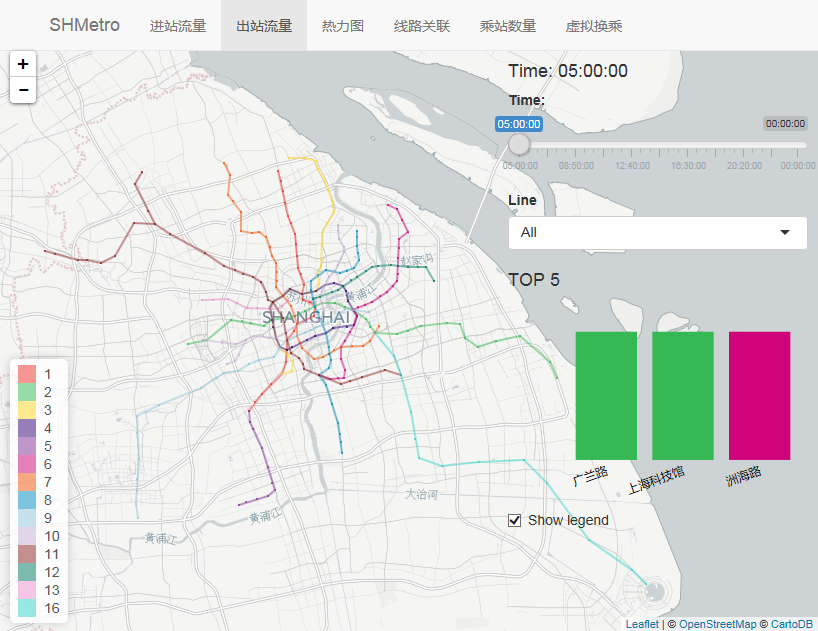 SHMetro 进站流量 出站流量 热力图 线路关联 乘站数量 虚拟换乘
+
−
Time: 05:00:00
Time:
05:00:00 00:00:00
05:00:00 08:50:00 12:40:00 16:30:00 20:20:00 00:00:00
Line
All
赵家沟
TOP 5
黄浦江
SHANGHAI
1
2
3
4
5
6
7
8
9
10
11
12
13
16
广兰路 上海科技馆 洲海路
大治河
黄浦江
黄浦江
Show legend
Leaflet | © OpenStreetMap © CartoDB